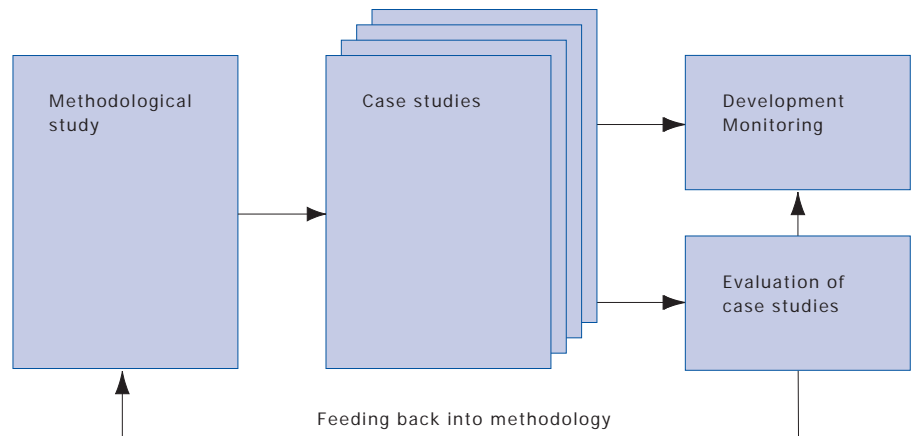 Methodological
study
Case studies
Development
Monitoring
Evaluation of
case studies
Feeding back into methodology